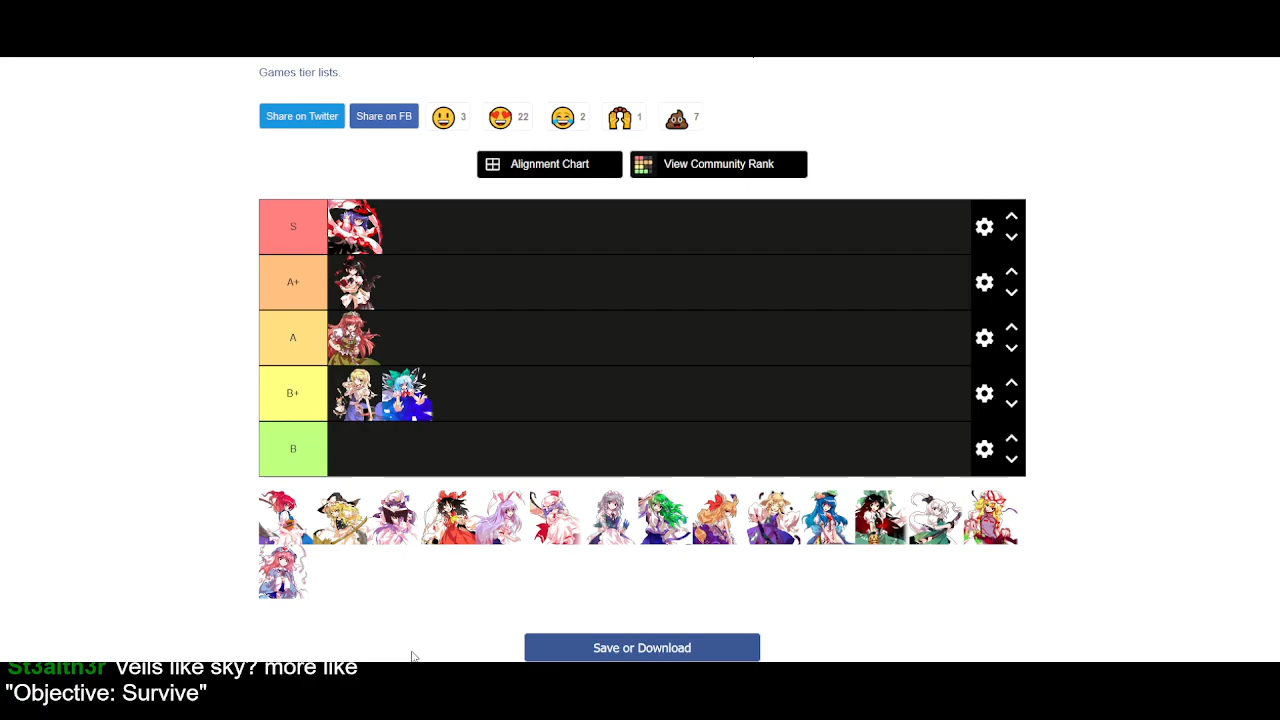 Games tier lists.
Share on Twitter
Share on FB
3
22
2
1
7
Alignment Chart
View Community Rank
S
A+
A
B+
B
Save or Download
St3alth3r vells like sky? more like
"Objective: Survive"